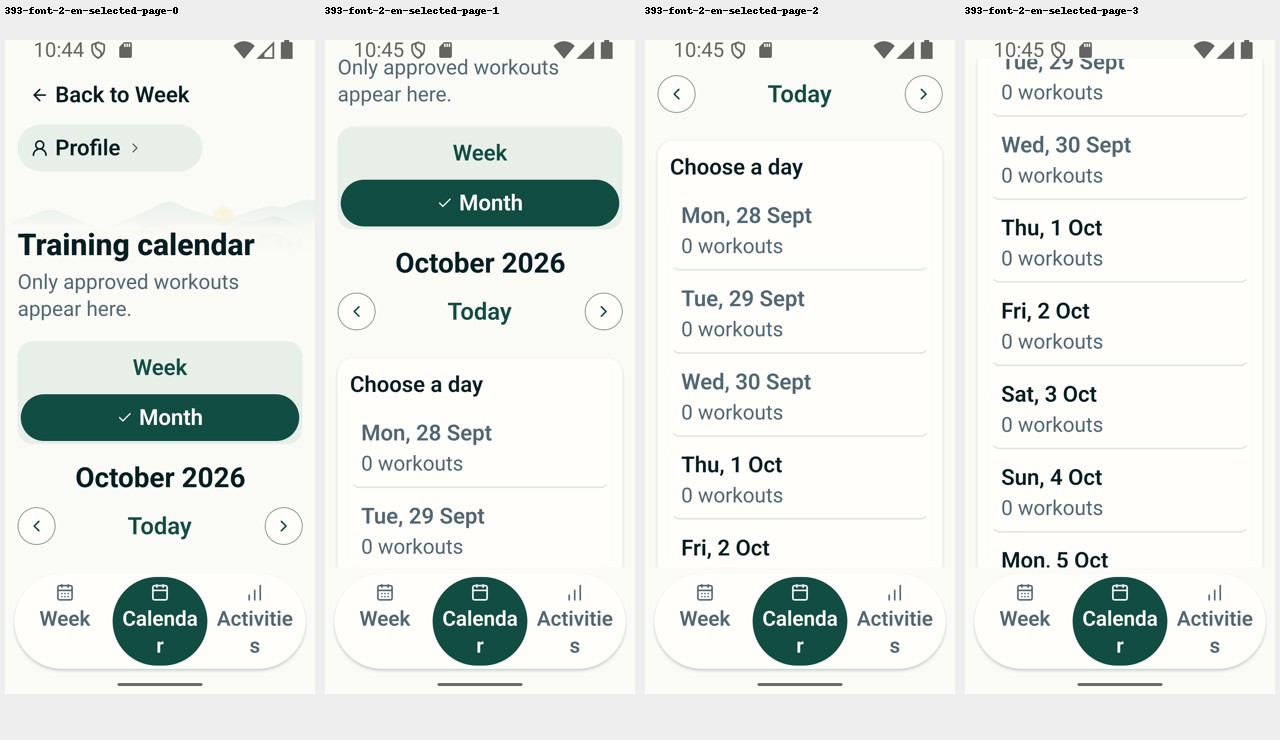 393-font-2-en-selected-page-0
10:44
Back to Week
Profile
Training calendar
Only approved workouts
appear here.
Week
Month
October 2026
Today
Week
Calenda
r
Activitie
s
393-font-2-en-selected-page-1
10:45
Only approved workouts
appear here.
Week
Month
October 2026
Today
Choose a day
Mon, 28 Sept
0 workouts
Tue, 29 Sept
0 workouts
Week
Calenda
r
Activitie
s
393-font-2-en-selected-page-2
10:45
Today
Choose a day
Mon, 28 Sept
0 workouts
Tue, 29 Sept
0 workouts
Wed, 30 Sept
0 workouts
Thu, 1 Oct
0 workouts
Fri, 2 Oct
Week
Calenda
r
Activitie
s
393-font-2-en-selected-page-3
10:45
Tue, 29 Sept
0 workouts
Wed, 30 Sept
0 workouts
Thu, 1 Oct
0 workouts
Fri, 2 Oct
0 workouts
Sat, 3 Oct
0 workouts
Sun, 4 Oct
0 workouts
Mon, 5 Oct
Week
Calenda
r
Activitie
s